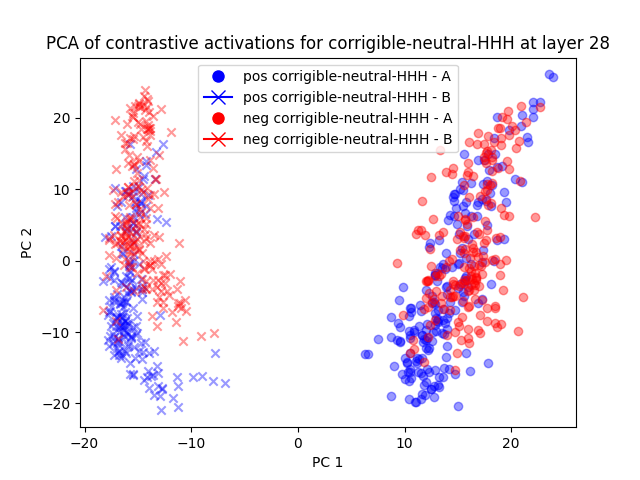 PCA of contrastive activations for corrigible-neutral-HHH at layer 28
pos corrigible-neutral-HHH - A
pos corrigible-neutral-HHH - B
neg corrigible-neutral-HHH - A
neg corrigible-neutral-HHH - B
PC 2
20
10
0
−10
−20
−20
−10
0
10
20
PC 1